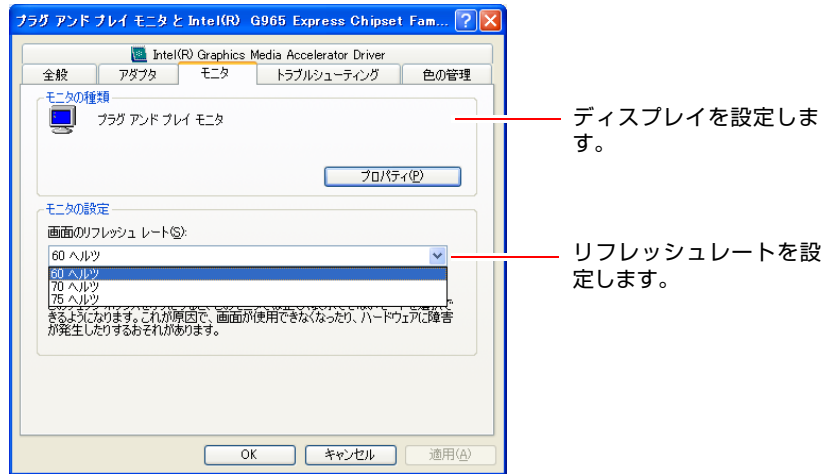 プラグ アンド プレイ モニタ と Intel(R) G965 Express Chipset Fam...
Intel(R) Graphics Media Accelerator Driver
全般 アダプタ モニタ トラブルシューティング 色の管理
モニタの種類
プラグ アンド プレイ モニタ
プロパティ(P)
ディスプレイを設定しま
す。
モニタの設定
画面のリフレッシュ レート(S):
60 ヘルツ
60 ヘルツ
70 ヘルツ
75 ヘルツ
きるようになります。これが原因で、画面が使用できなくなったり、ハードウェアに障害
が発生したりするおそれがあります。
リフレッシュレートを設
定します。
OK キャンセル 適用(A)